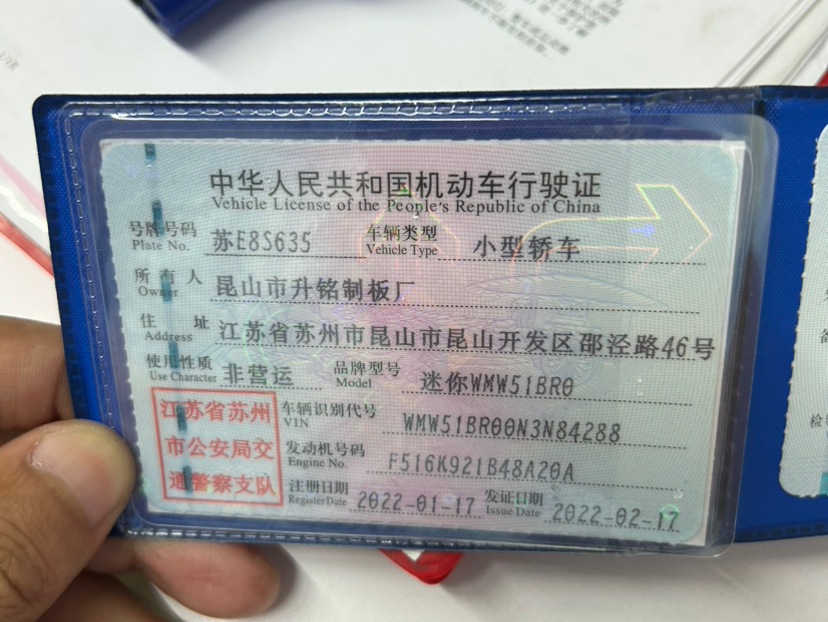 中华人民共和国机动车行驶证
Vehicle License of the People's Republic of China
号牌号码 苏E8S635 车辆类型 小型轿车
Plate No. Vehicle Type
所有人 昆山市升铭制板厂
Owner
住址 江苏省苏州市昆山市昆山开发区邵泾路46号
Address
使用性质 非营运 品牌型号 迷你WMW51BR0
Use Character Model
江苏省苏州
市公安局交
通警察支队
车辆识别代号 WMW51BR00N3N84288
VIN
发动机号码 F516K921B48A20A
Engine No.
注册日期 2022-01-17 发证日期 2022-02-17
RegisterDate Issue Date